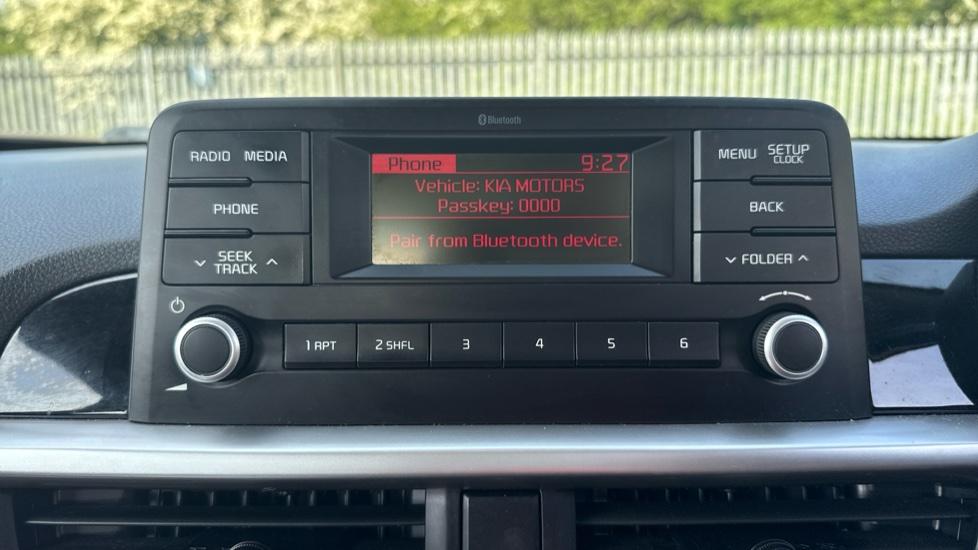 Bluetooth
RADIO MEDIA
PHONE
SEEK
TRACK
Phone 9:27
Vehicle: KIA MOTORS
Passkey: 0000
Pair from Bluetooth device.
MENU SETUP
CLOCK
BACK
FOLDER
1 RPT 2 SHFL 3 4 5 6